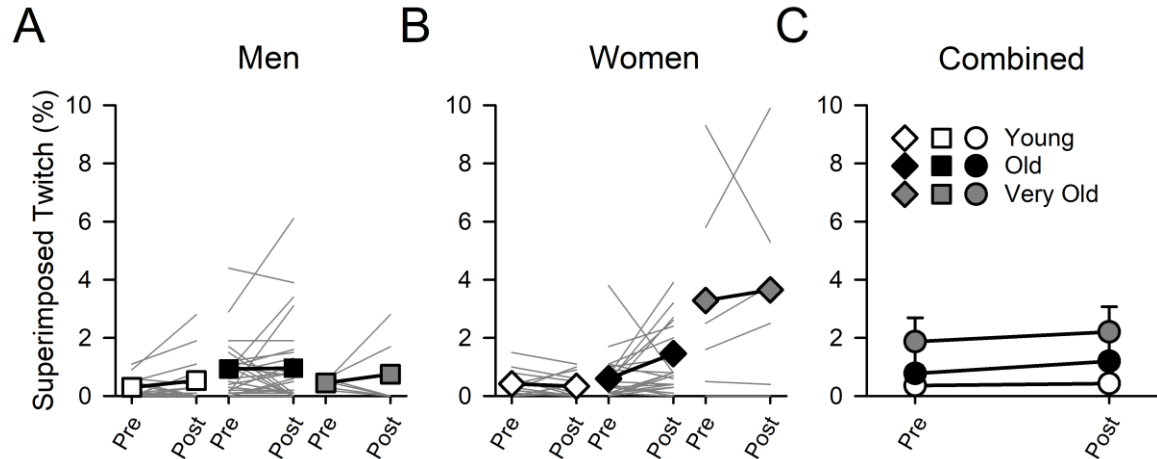 A
B
C
Men
Women
Combined
Superimposed Twitch (%)
10
8
6
4
2
0
Pre
Post
Pre
Post
Pre
Post
10
8
6
4
2
0
Pre
Post
Pre
Post
Pre
Post
10
8
6
4
2
0
Young
Old
Very Old
Pre
Post